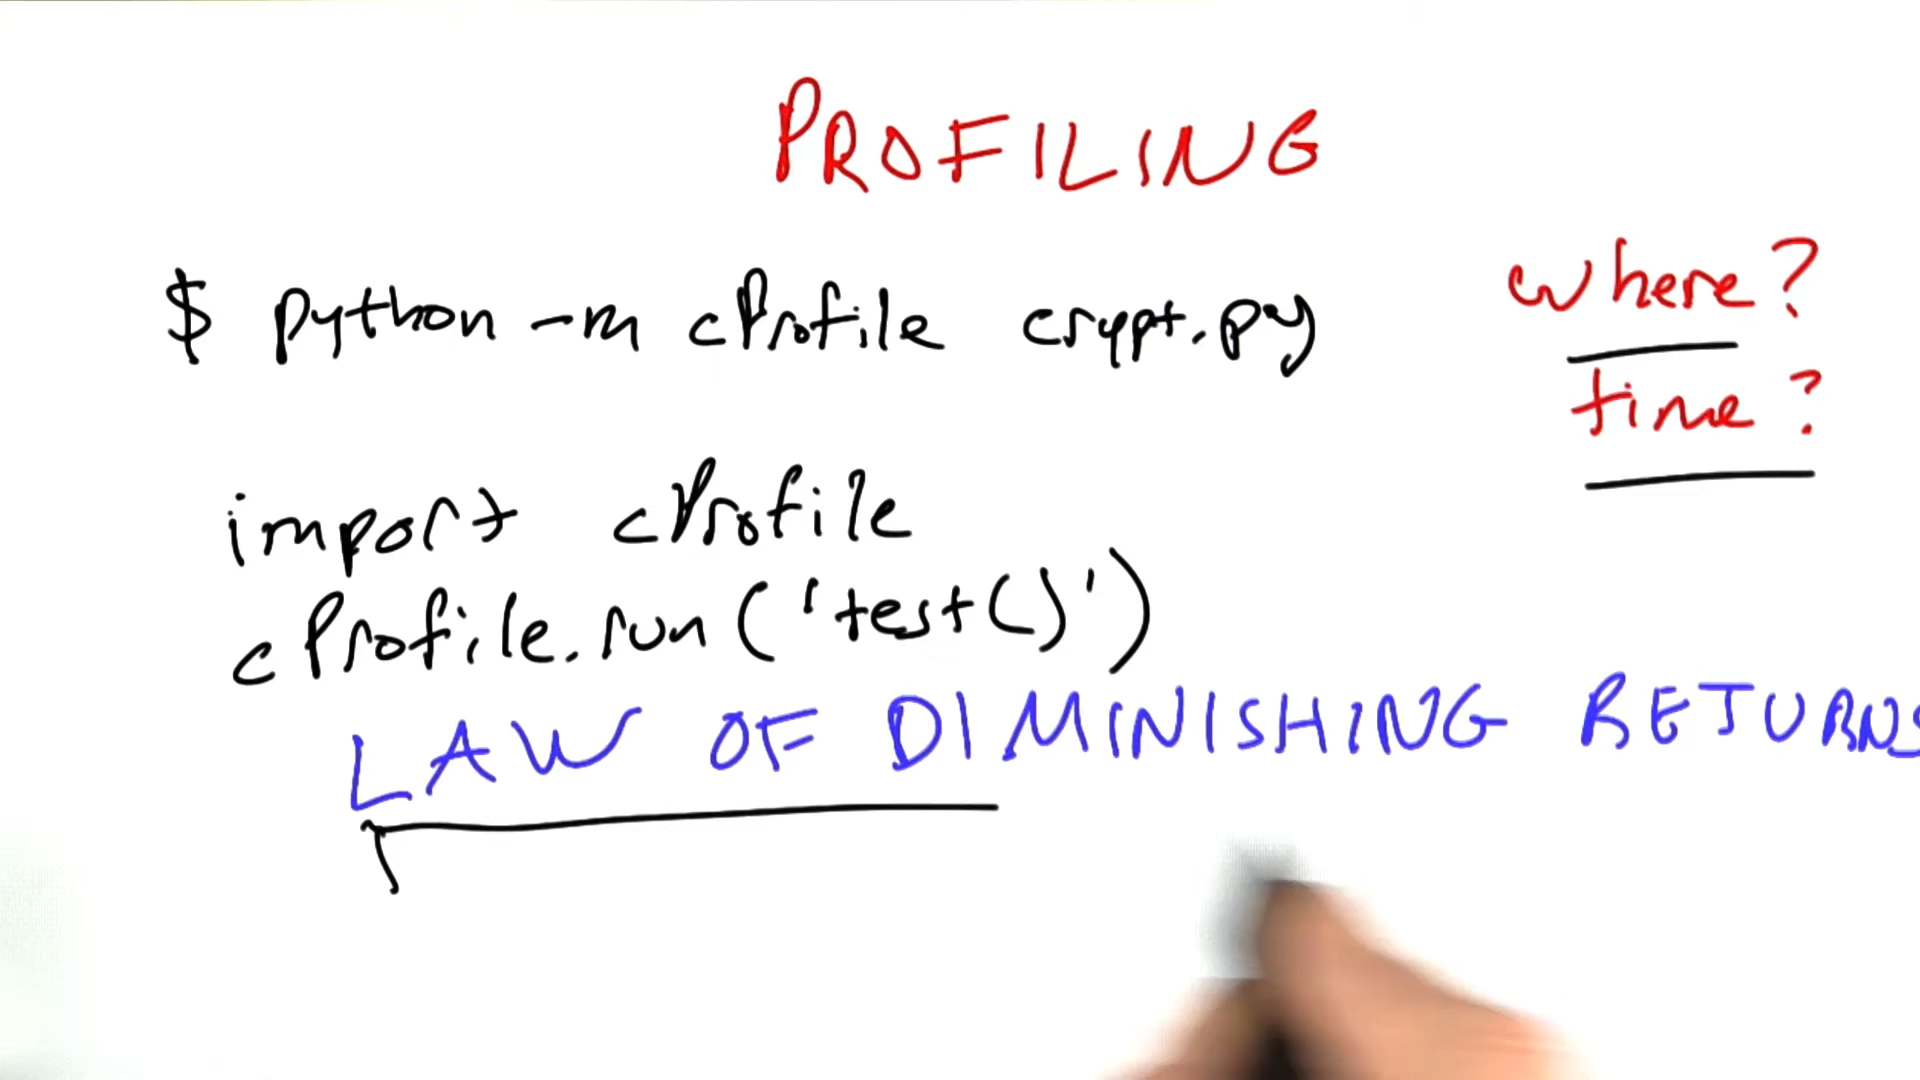 PROFILING
$ python -m cProfile crypt.py
where?
time?
import cProfile
cProfile.run('test()')
LAW OF DIMINISHING RETURNS